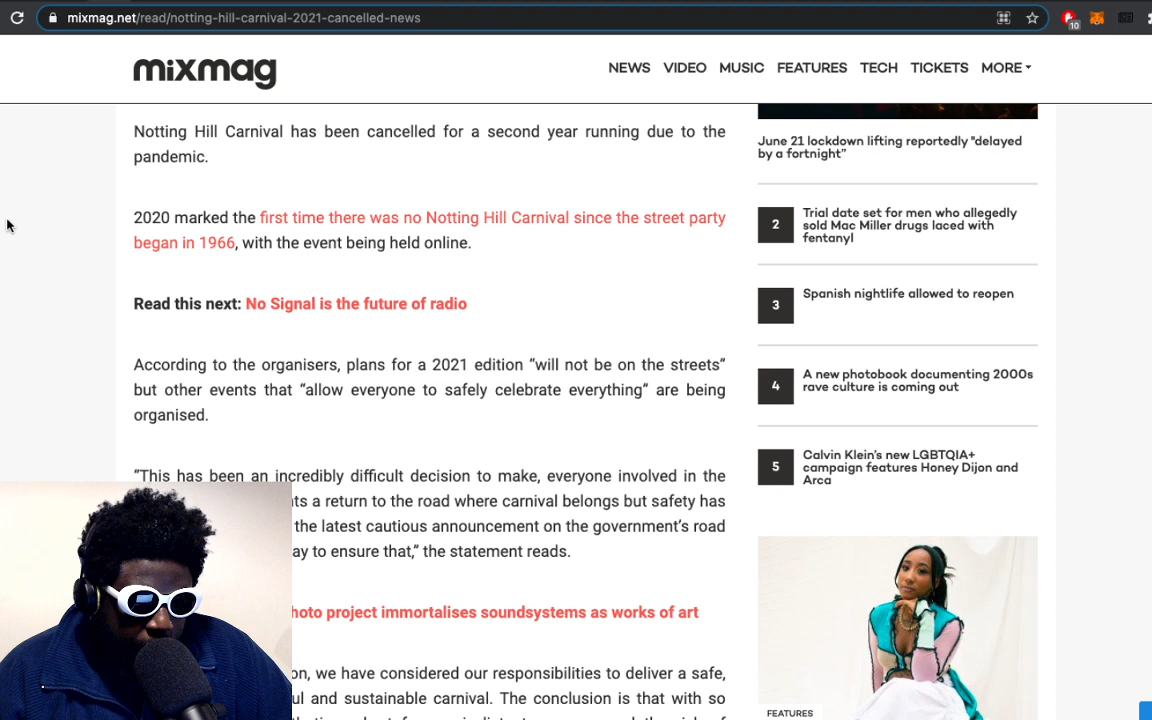 mixmag.net/read/notting-hill-carnival-2021-cancelled-news
10
mixmag
NEWS VIDEO MUSIC FEATURES TECH TICKETS MORE
Notting Hill Carnival has been cancelled for a second year running due to the
pandemic.
2020 marked the first time there was no Notting Hill Carnival since the street party
began in 1966, with the event being held online.
Read this next: No Signal is the future of radio
According to the organisers, plans for a 2021 edition “will not be on the streets”
but other events that “allow everyone to safely celebrate everything” are being
organised.
“This has been an incredibly difficult decision to make, everyone involved in the
a return to the road where carnival belongs but safety has
the latest cautious announcement on the government’s road
to ensure that,” the statement reads.
project immortalises soundsystems as works of art
we have considered our responsibilities to deliver a safe,
and sustainable carnival. The conclusion is that with so
June 21 lockdown lifting reportedly "delayed
by a fortnight”
2
Trial date set for men who allegedly
sold Mac Miller drugs laced with
fentanyl
3
Spanish nightlife allowed to reopen
4
A new photobook documenting 2000s
rave culture is coming out
5
Calvin Klein’s new LGBTQIA+
campaign features Honey Dijon and
Arca
FEATURES